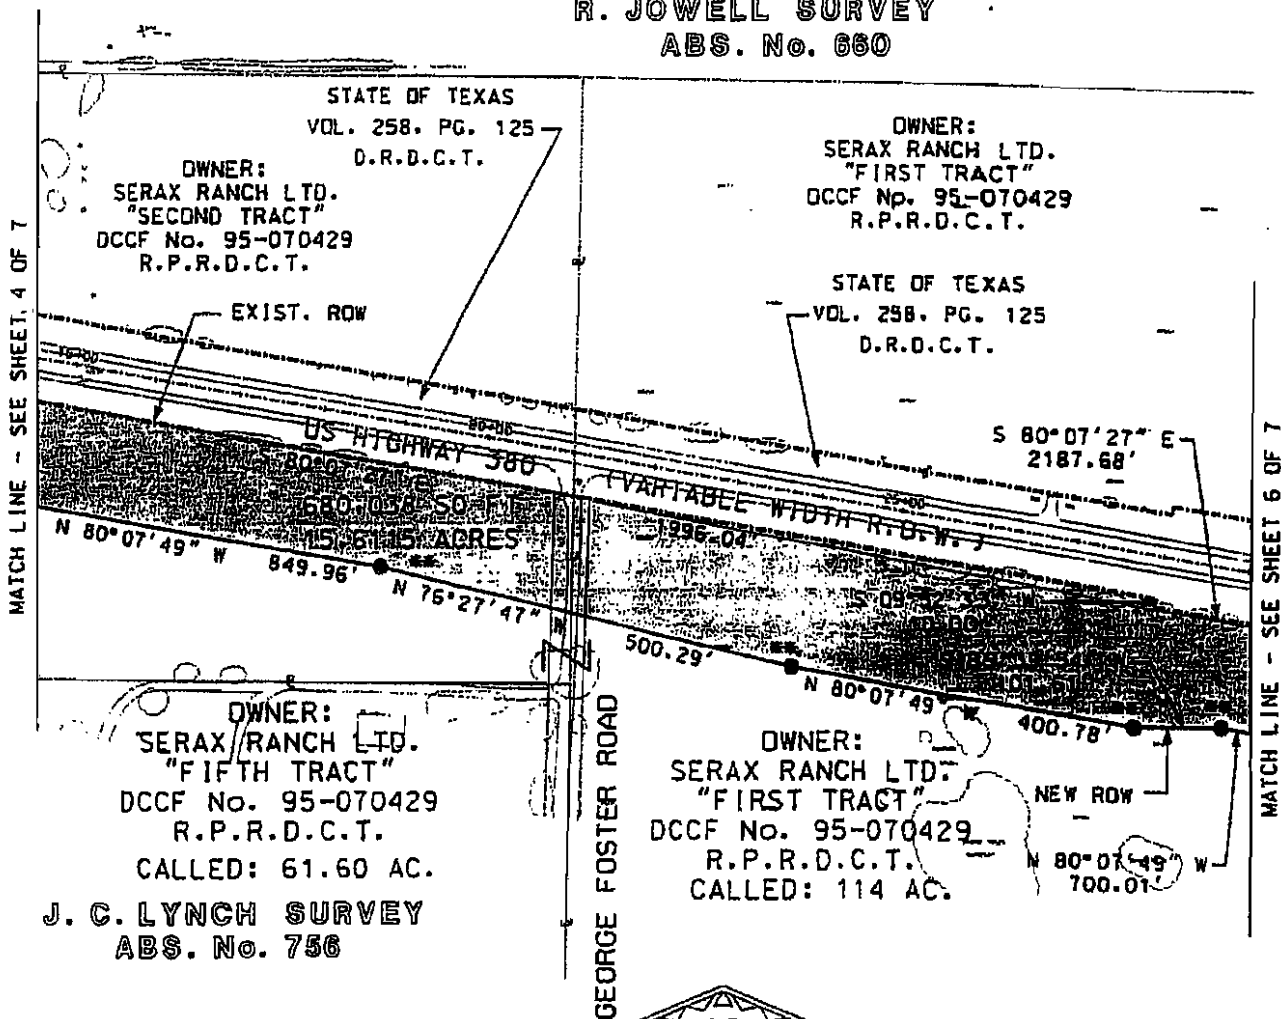 R. JOWELL SURVEY
ABS. No. 660
STATE OF TEXAS
VOL. 258. PG. 125
D.R.D.C.T.
OWNER:
SERAX RANCH LTD.
"SECOND TRACT"
DCCF No. 95-070429
R.P.R.D.C.T.
OWNER:
SERAX RANCH LTD.
"FIRST TRACT"
DCCF No. 95-070429
R.P.R.D.C.T.
STATE OF TEXAS
VOL. 258. PG. 125
D.R.D.C.T.
EXIST. ROW
MATCH LINE - SEE SHEET 4 OF 7
S 80°07'27" E
2187.68'
US HIGHWAY 380 (VARIABLE WIDTH R.O.W.)
680,058 SQ FT
15.6115 ACRES
1996.04'
N 80°07'49" W
849.96'
**
N 76°27'47" W
500.29'
**
N 80°07'49" W
400.78'
** **
NEW ROW
N 80°07'49" W
700.01'
MATCH LINE - SEE SHEET 6 OF 7
OWNER:
SERAX RANCH LTD.
"FIFTH TRACT"
DCCF No. 95-070429
R.P.R.D.C.T.
CALLED: 61.60 AC.
J. C. LYNCH SURVEY
ABS. No. 756
GEORGE FOSTER ROAD
OWNER:
SERAX RANCH LTD.
"FIRST TRACT"
DCCF No. 95-070429
R.P.R.D.C.T.
CALLED: 114 AC.